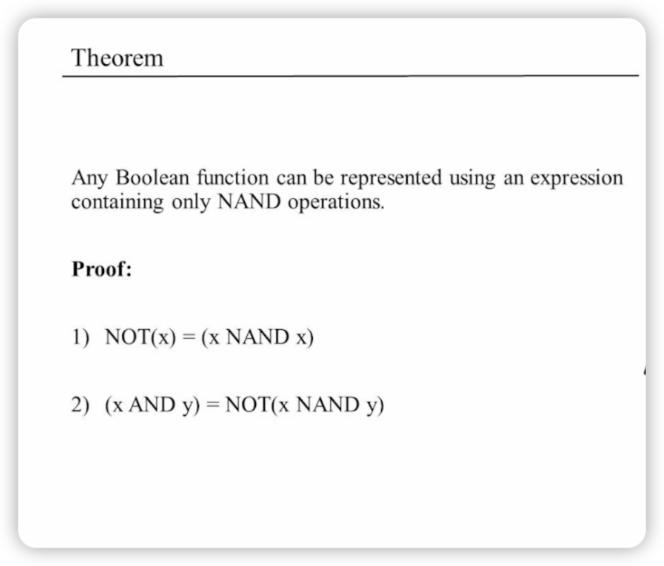 Theorem
Any Boolean function can be represented using an expression
containing only NAND operations.
Proof:
1) NOT(x) = (x NAND x)
2) (x AND y) = NOT(x NAND y)